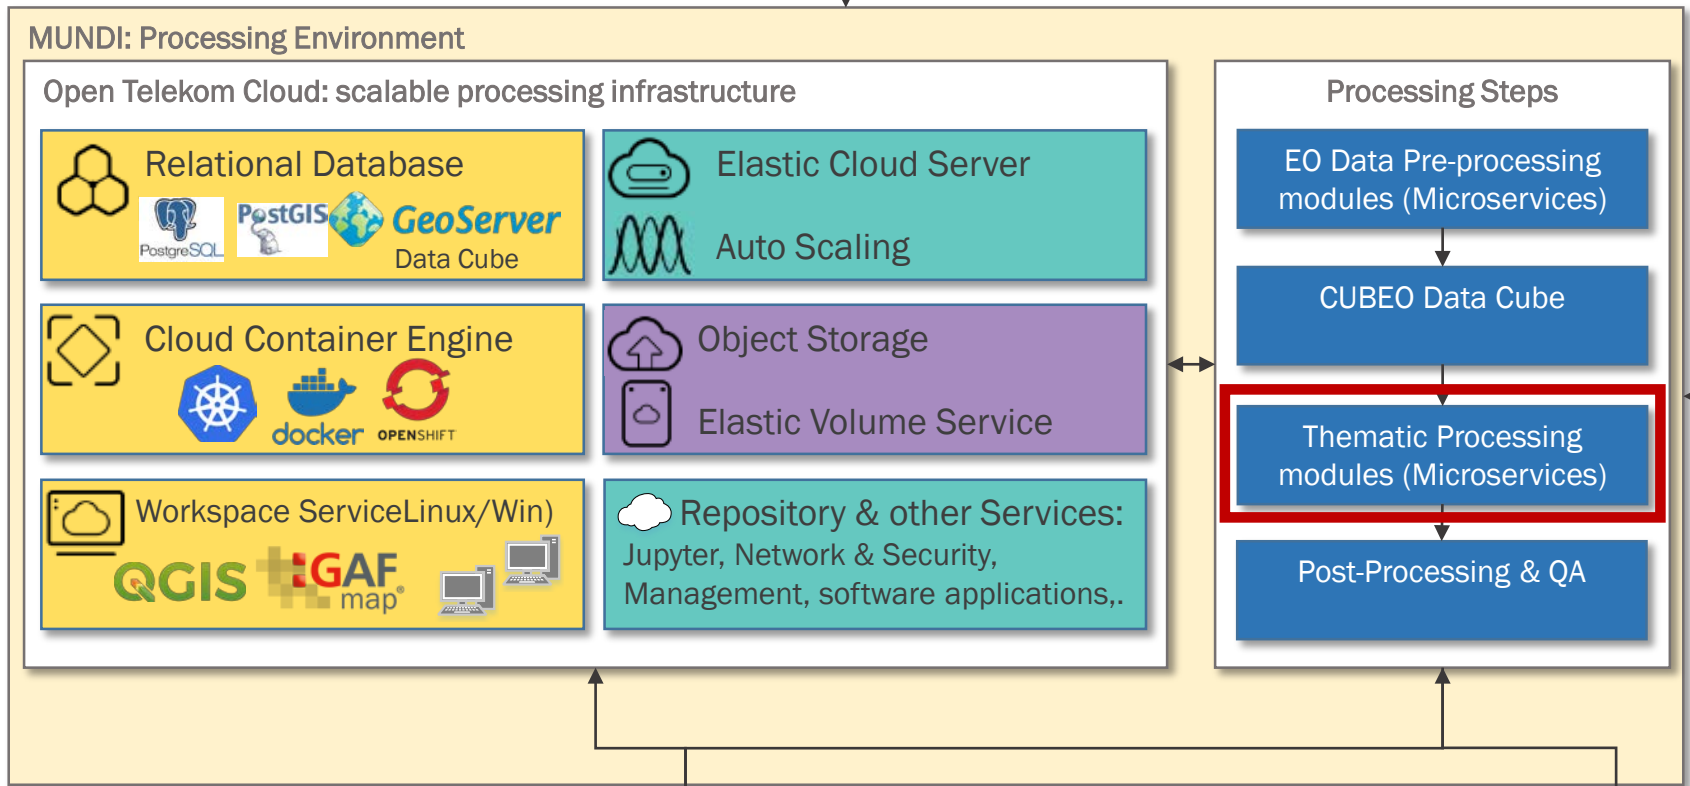 MUNDI: Processing Environment
Open Telekom Cloud: scalable processing infrastructure
Relational Database
PostgreSQL
PostGIS
GeoServer
Data Cube
Elastic Cloud Server
Auto Scaling
Cloud Container Engine
docker
OPENSHIFT
Object Storage
Elastic Volume Service
Workspace ServiceLinux/Win)
QGIS
GAF
map®
Repository & other Services:
Jupyter, Network & Security,
Management, software applications,.
Processing Steps
EO Data Pre-processing
modules (Microservices)
CUBEO Data Cube
Thematic Processing
modules (Microservices)
Post-Processing & QA